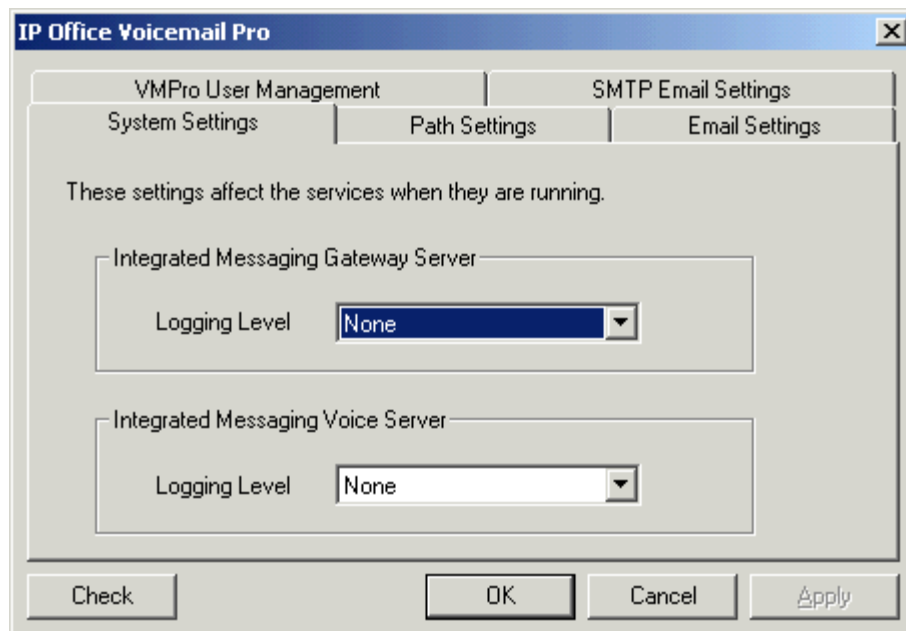 IP Office Voicemail Pro
VMPro User Management
SMTP Email Settings
System Settings
Path Settings
Email Settings
These settings affect the services when they are running.
Integrated Messaging Gateway Server
Logging Level
None
Integrated Messaging Voice Server
Logging Level
None
Check
OK
Cancel
Apply